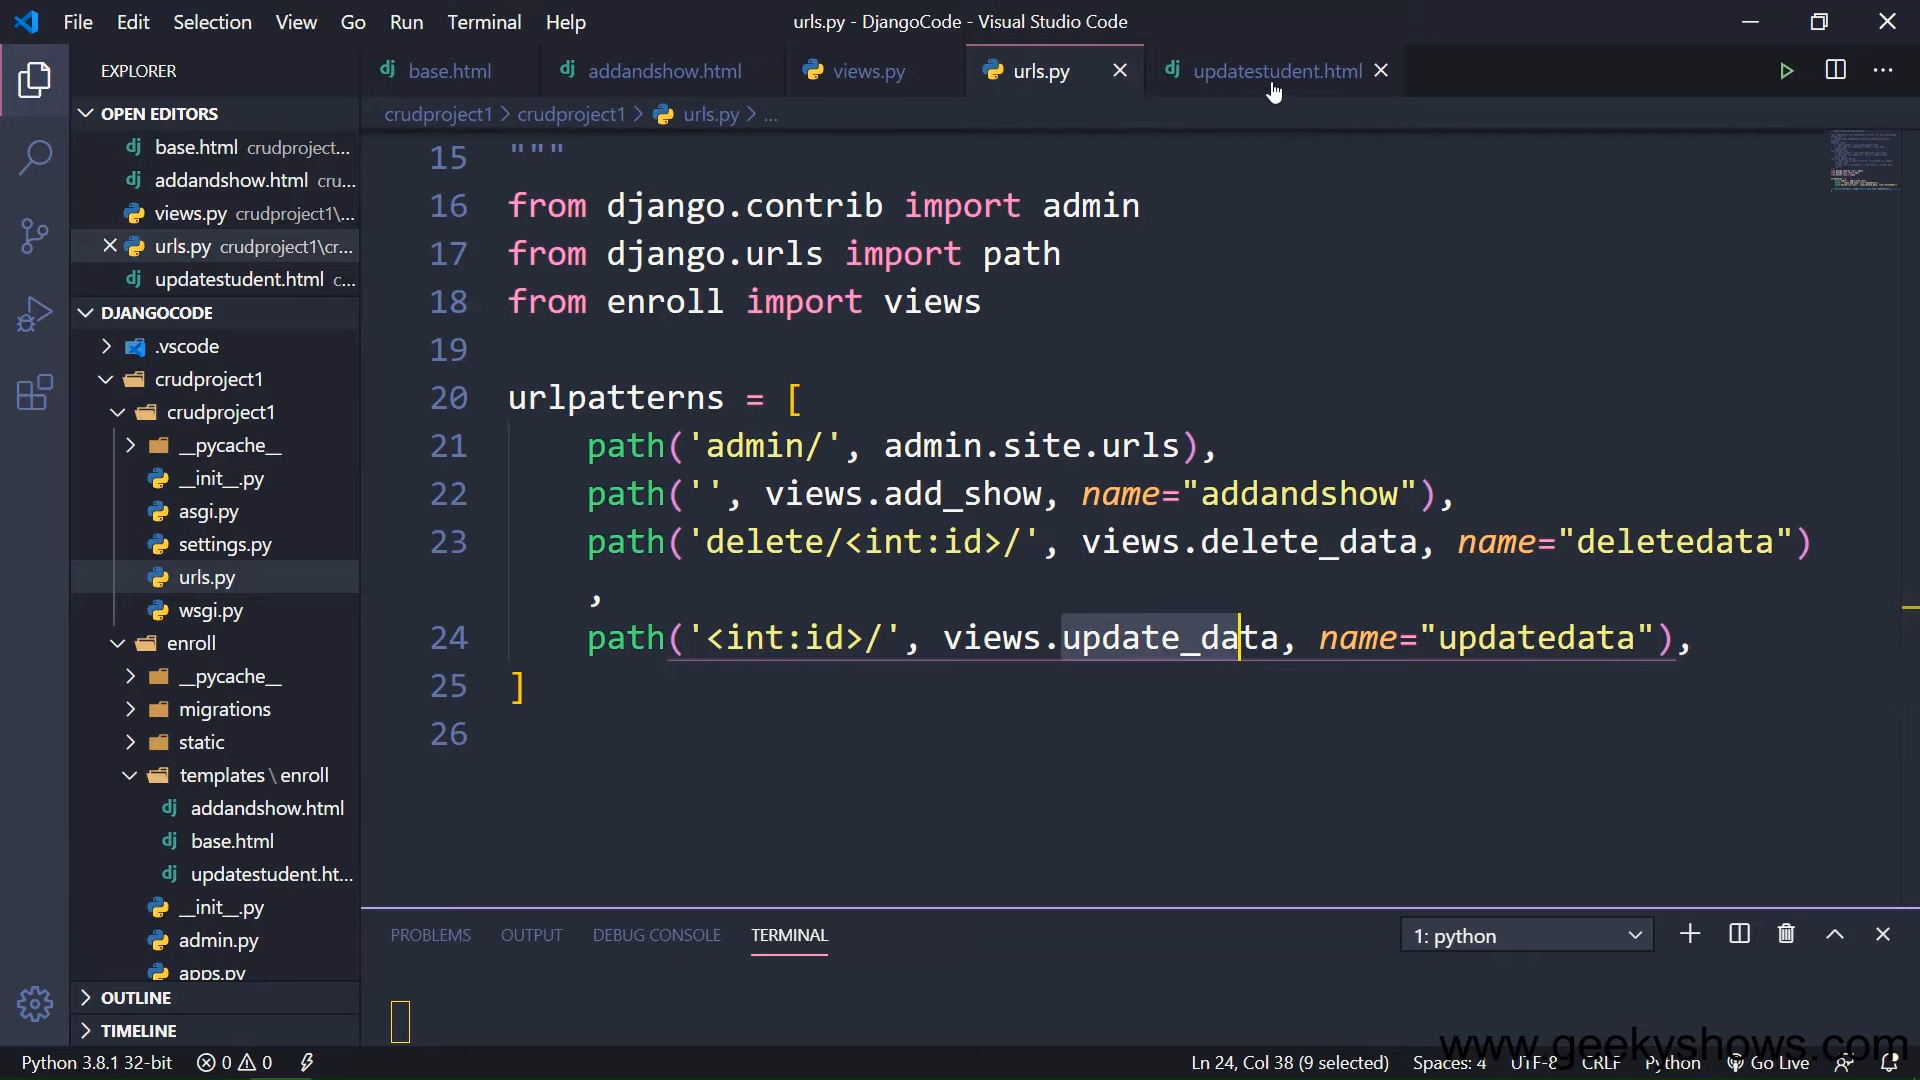 File Edit Selection View Go Run Terminal Help urls.py - DjangoCode - Visual Studio Code
EXPLORER
base.html addandshow.html views.py urls.py updatestudent.html
OPEN EDITORS
base.html crudproject...
addandshow.html cru...
views.py crudproject1\...
urls.py crudproject1\cr...
updatestudent.html c...
DJANGOCODE
.vscode
crudproject1
crudproject1
__pycache__
__init__.py
asgi.py
settings.py
urls.py
wsgi.py
enroll
__pycache__
migrations
static
templates \ enroll
addandshow.html
base.html
updatestudent.ht...
__init__.py
admin.py
apps.py
OUTLINE
TIMELINE
crudproject1 > crudproject1 > urls.py > ...
15 """
16 from django.contrib import admin
17 from django.urls import path
18 from enroll import views
19
20 urlpatterns = [
21 path('admin/', admin.site.urls),
22 path('', views.add_show, name="addandshow"),
23 path('delete/<int:id>/', views.delete_data, name="deletedata")
,
24 path('<int:id>/', views.update_data, name="updatedata"),
25 ]
26
PROBLEMS OUTPUT DEBUG CONSOLE TERMINAL 1: python
www.geekyshows.com
Python 3.8.1 32-bit 0 0 Ln 24, Col 38 (9 selected) Spaces: 4 UTF-8 CRLF Python Go Live